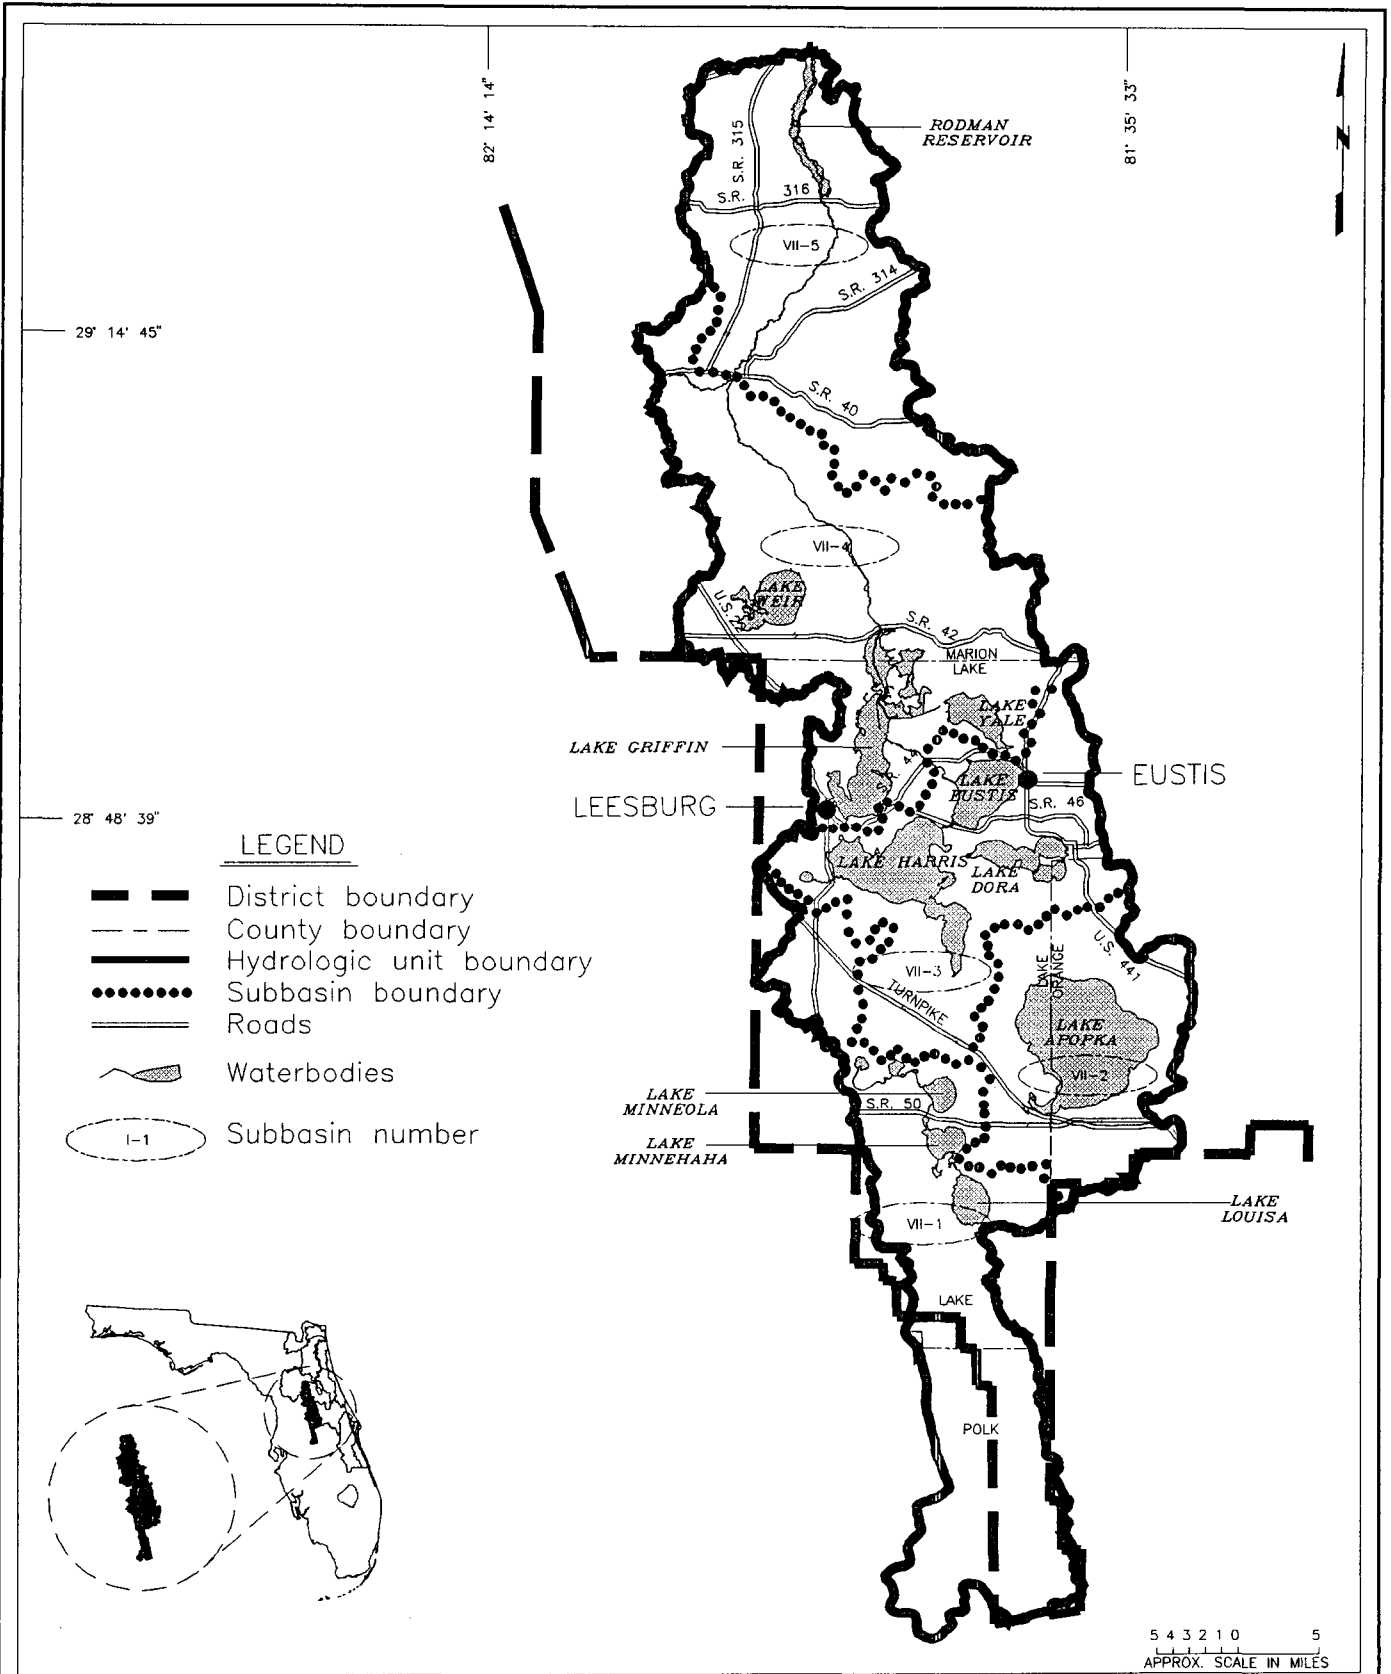 82° 14' 14"
81° 35' 33"
N
RODMAN
RESERVOIR
S.R. 315
S.R. 316
VII-5
S.R. 314
29° 14' 45"
S.R. 40
VII-4
LAKE
WEIR
S.R. 42
MARION
LAKE
LAKE
YALE
LAKE GRIFFIN
S.R. 44
LAKE
EUSTIS
EUSTIS
LEESBURG
S.R. 46
28° 48' 39"
LAKE HARRIS
LAKE
DORA
LEGEND
District boundary
County boundary
Hydrologic unit boundary
Subbasin boundary
Roads
Waterbodies
I-1
Subbasin number
U.S. 441
VII-3
LAKE
ORANGE
TURNPIKE
LAKE
APOPKA
VII-2
LAKE
MINNEOLA
S.R. 50
LAKE
MINNEHAHA
LAKE
LOUISA
VII-1
LAKE
POLK
5 4 3 2 1 0 5
APPROX. SCALE IN MILES